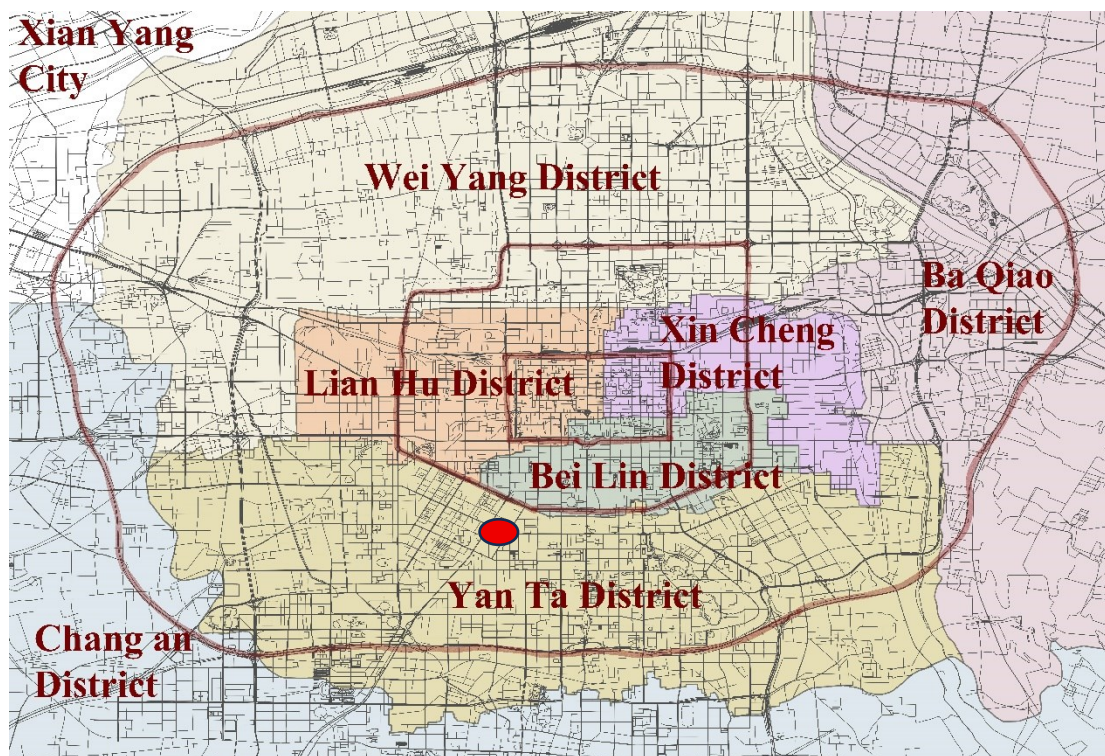 Xian Yang
City
Wei Yang District
Ba Qiao
District
Xin Cheng
District
Lian Hu District
Bei Lin District
Yan Ta District
Chang an
District